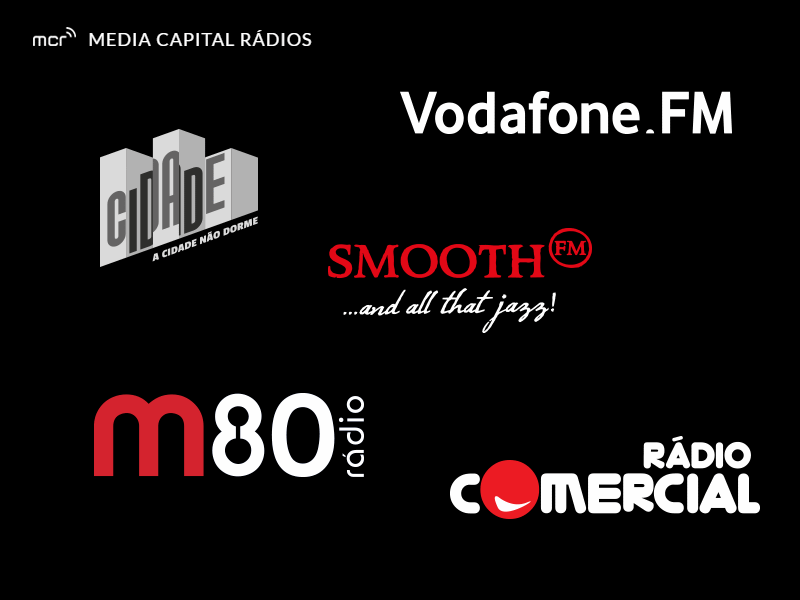 mcr MEDIA CAPITAL RÁDIOS
Vodafone.FM
CIDADE
A CIDADE NÃO DORME
SMOOTH FM
...and all that jazz!
m80
rádio
RÁDIO
COMERCIAL